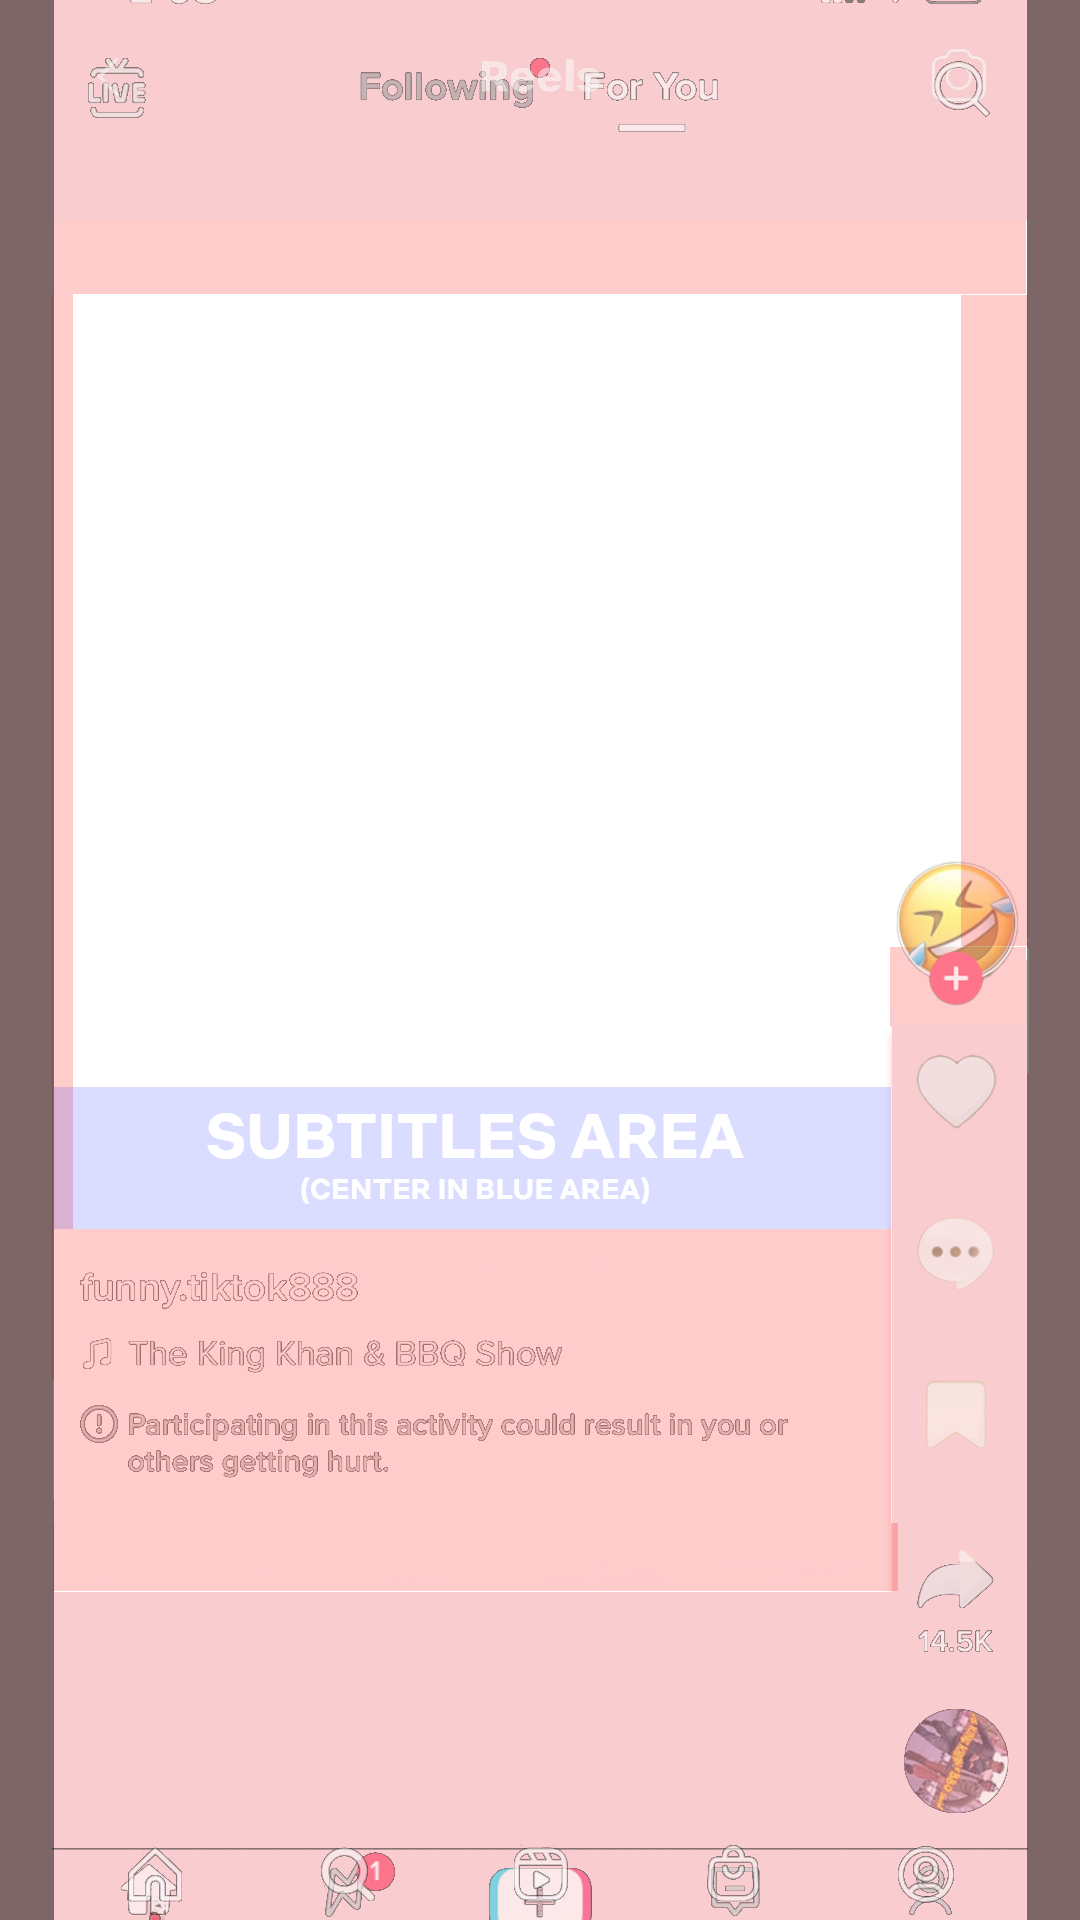 LIVE
Following
Reels
For You
SUBTITLES AREA
(CENTER IN BLUE AREA)
funny.tiktok888
The King Khan & BBQ Show
Participating in this activity could result in you or
others getting hurt.
14.5K
1